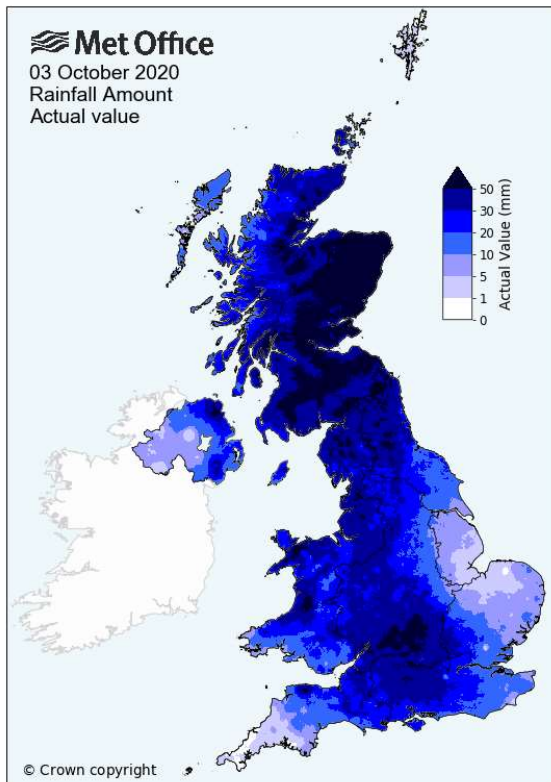 Met Office
03 October 2020
Rainfall Amount
Actual value
50
30
20
10
5
1
0
Actual Value (mm)
© Crown copyright